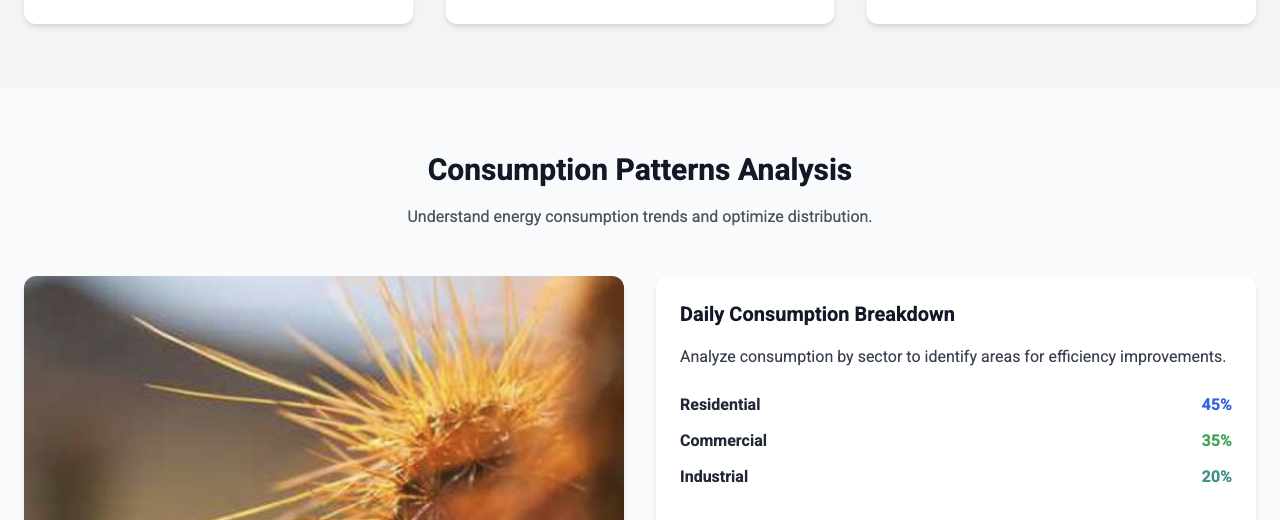 Consumption Patterns Analysis
Understand energy consumption trends and optimize distribution.
Daily Consumption Breakdown
Analyze consumption by sector to identify areas for efficiency improvements.
Residential 45%
Commercial 35%
Industrial 20%